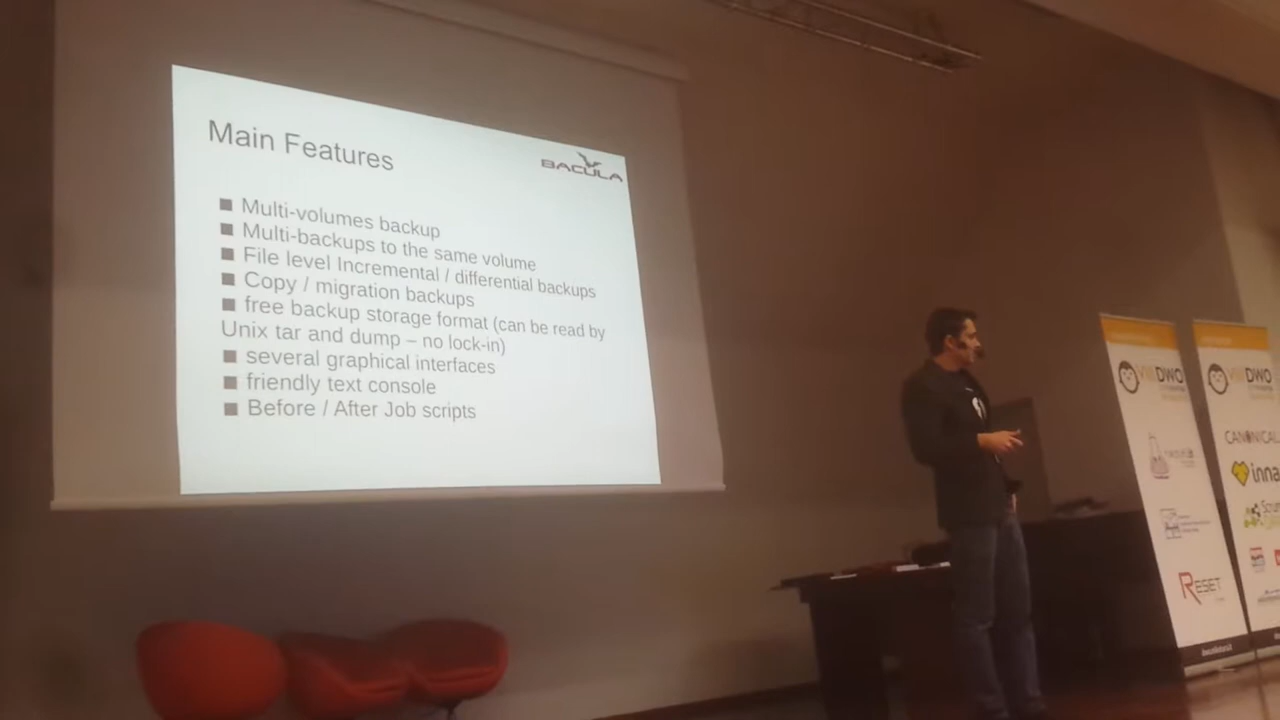 Main Features
BACULA
■ Multi-volumes backup
■ Multi-backups to the same volume
■ File level Incremental / differential backups
■ Copy / migration backups
■ free backup storage format (can be read by
Unix tar and dump – no lock-in)
■ several graphical interfaces
■ friendly text console
■ Before / After Job scripts
DWO
RESET
DWO
CANONICAL
inna